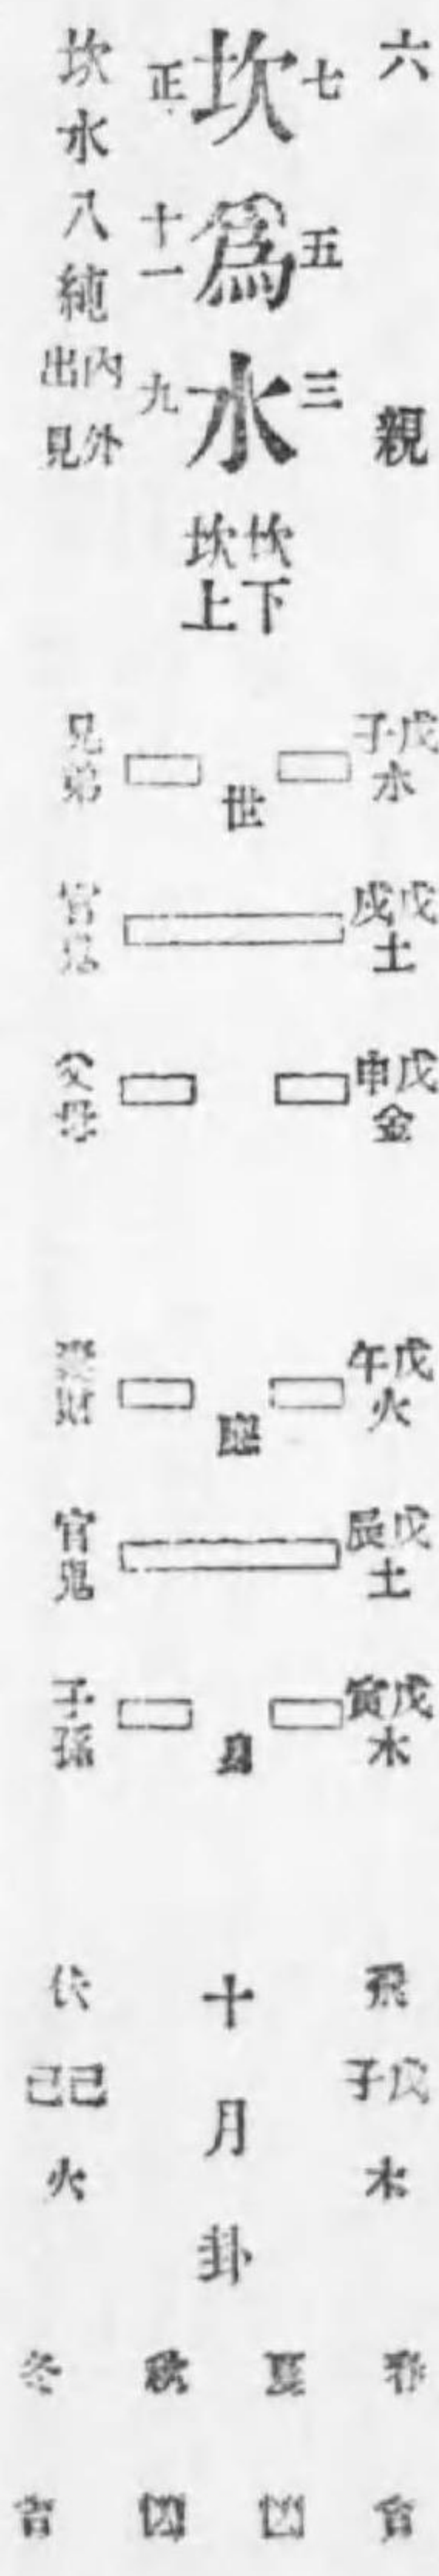 六親
七 五 三
坎為水
坎下
坎上
正 十一 九
坎水八純
內外
出見
戊子水 世 兄弟
戊戌土 官鬼
戊申金 父母
戊午火 應 妻財
戊辰土 官鬼
戊寅木 身 子孫
飛 戊子 木
十月卦
伏 己己 火
春 吉
夏 凶
秋 凶
冬 吉